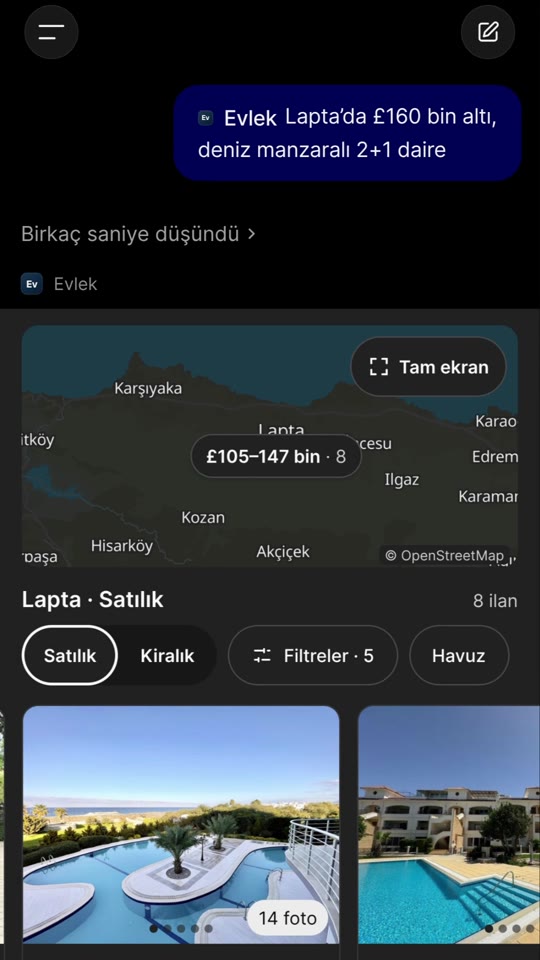 Ev Evlek Lapta’da £160 bin altı,
deniz manzaralı 2+1 daire
Birkaç saniye düşündü
Ev Evlek
Tam ekran
Karşıyaka
Lapta
Karao
itköy
cesu
£105–147 bin · 8
Edrem
Ilgaz
Karamar
Kozan
Hisarköy
Akçiçek
© OpenStreetMap
rpaşa
Lapta · Satılık
8 ilan
Satılık
Kiralık
Filtreler · 5
Havuz
14 foto